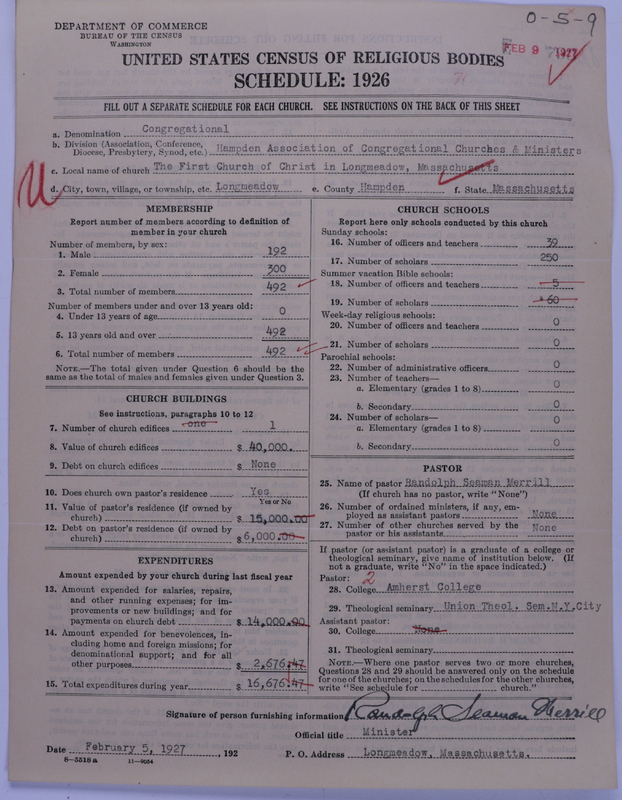 0-5-9
DEPARTMENT OF COMMERCE
BUREAU OF THE CENSUS
WASHINGTON
FEB 9 1927
UNITED STATES CENSUS OF RELIGIOUS BODIES
SCHEDULE: 1926
FILL OUT A SEPARATE SCHEDULE FOR EACH CHURCH. SEE INSTRUCTIONS ON THE BACK OF THIS SHEET
a. Denomination Congregational
b. Division (Association, Conference, Diocese, Presbytery, Synod, etc.) Hampden Association of Congregational Churches & Ministers
c. Local name of church The First Church of Christ in Longmeadow, Massachusetts
d. City, town, village, or township, etc. Longmeadow e. County Hampden f. State Massachusetts
MEMBERSHIP
Report number of members according to definition of
member in your church
Number of members, by sex:
1. Male 192
2. Female 300
3. Total number of members 492
Number of members under and over 13 years old:
4. Under 13 years of age 0
5. 13 years old and over 492
6. Total number of members 492
NOTE.—The total given under Question 6 should be the
same as the total of males and females given under Question 3.
CHURCH BUILDINGS
See instructions, paragraphs 10 to 12
7. Number of church edifices one 1
8. Value of church edifices $ 40,000.
9. Debt on church edifices $ None
10. Does church own pastor's residence Yes
Yes or No
11. Value of pastor's residence (if owned by
church) $ 15,000.00
12. Debt on pastor's residence (if owned by
church) $ 6,000.00
EXPENDITURES
Amount expended by your church during last fiscal year
13. Amount expended for salaries, repairs,
and other running expenses; for im-
provements or new buildings; and for
payments on church debt $ 14,000.00
14. Amount expended for benevolences, in-
cluding home and foreign missions; for
denominational support; and for all
other purposes $ 2,676.47
15. Total expenditures during year $ 16,676.47
CHURCH SCHOOLS
Report here only schools conducted by this church
Sunday schools:
16. Number of officers and teachers 39
17. Number of scholars 250
Summer vacation Bible schools:
18. Number of officers and teachers 5
19. Number of scholars 60
Week-day religious schools:
20. Number of officers and teachers 0
21. Number of scholars 0
Parochial schools:
22. Number of administrative officers 0
23. Number of teachers—
a. Elementary (grades 1 to 8) 0
b. Secondary 0
24. Number of scholars—
a. Elementary (grades 1 to 8) 0
b. Secondary 0
PASTOR
25. Name of pastor Randolph Seaman Merrill
(If church has no pastor, write "None")
26. Number of ordained ministers, if any, em-
ployed as assistant pastors None
27. Number of other churches served by the
pastor or his assistants None
If pastor (or assistant pastor) is a graduate of a college or
theological seminary, give name of institution below. (If
not a graduate, write "No" in the space indicated.)
Pastor: 2
28. College Amherst College
29. Theological seminary Union Theol. Sem.N.Y.City
Assistant pastor:
30. College None
31. Theological seminary
NOTE.—Where one pastor serves two or more churches,
Questions 28 and 29 should be answered only on the schedule
for one of the churches; on the schedules for the other churches,
write "See schedule for church."
Signature of person furnishing information Randolph Seaman Merrill
Official title Minister
Date February 5, 1927, 192 P. O. Address Longmeadow, Massachusetts.
8-5518a 11-9054